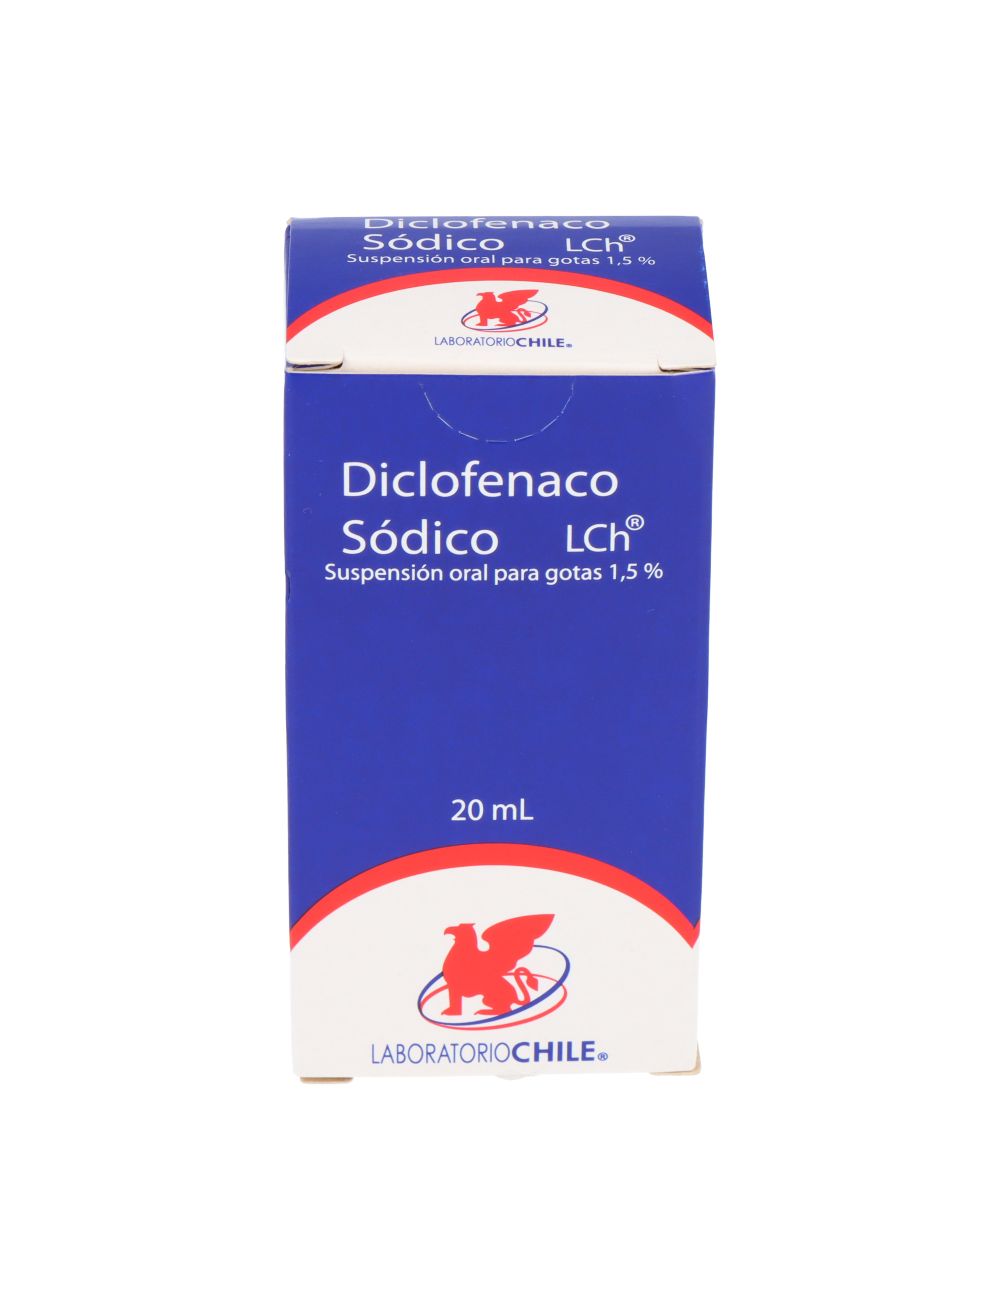 Diclofenaco
Sódico LCh®
Suspensión oral para gotas 1,5 %
LABORATORIOCHILE®
Diclofenaco
Sódico LCh®
Suspensión oral para gotas 1,5 %
20 mL
LABORATORIOCHILE®